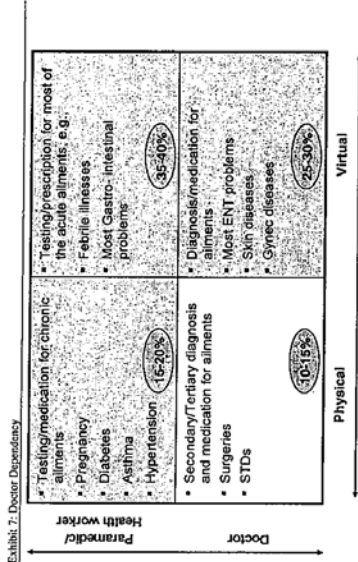 Exhibit 7: Doctor Dependency
Paramedic/
Health worker
▪ Testing/medication for chronic
ailments
▪ Pregnancy
▪ Diabetes
▪ Asthma
▪ Hypertension
15-20%
▪ Testing/prescription for most of
the acute ailments, e.g.
▪ Febrile illnesses
▪ Most Gastro- intestinal
problems
35-40%
Doctor
▪ Secondary/Tertiary diagnosis
and medication for ailments
▪ Surgeries
▪ STDs
10-15%
▪ Diagnosis/medication for
ailments
▪ Most ENT problems
▪ Skin diseases
▪ Gynec diseases
25-30%
Physical
Virtual